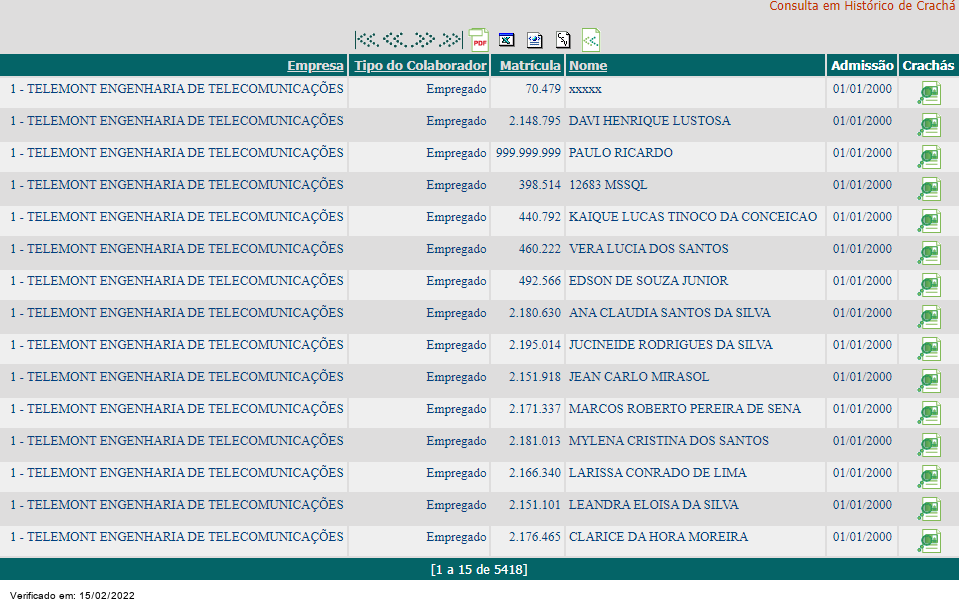 Consulta em Histórico de Crachá
PDF
Empresa Tipo do Colaborador Matrícula Nome Admissão Crachás
1 - TELEMONT ENGENHARIA DE TELECOMUNICAÇÕES Empregado 70.479 xxxxx 01/01/2000
1 - TELEMONT ENGENHARIA DE TELECOMUNICAÇÕES Empregado 2.148.795 DAVI HENRIQUE LUSTOSA 01/01/2000
1 - TELEMONT ENGENHARIA DE TELECOMUNICAÇÕES Empregado 999.999.999 PAULO RICARDO 01/01/2000
1 - TELEMONT ENGENHARIA DE TELECOMUNICAÇÕES Empregado 398.514 12683 MSSQL 01/01/2000
1 - TELEMONT ENGENHARIA DE TELECOMUNICAÇÕES Empregado 440.792 KAIQUE LUCAS TINOCO DA CONCEICAO 01/01/2000
1 - TELEMONT ENGENHARIA DE TELECOMUNICAÇÕES Empregado 460.222 VERA LUCIA DOS SANTOS 01/01/2000
1 - TELEMONT ENGENHARIA DE TELECOMUNICAÇÕES Empregado 492.566 EDSON DE SOUZA JUNIOR 01/01/2000
1 - TELEMONT ENGENHARIA DE TELECOMUNICAÇÕES Empregado 2.180.630 ANA CLAUDIA SANTOS DA SILVA 01/01/2000
1 - TELEMONT ENGENHARIA DE TELECOMUNICAÇÕES Empregado 2.195.014 JUCINEIDE RODRIGUES DA SILVA 01/01/2000
1 - TELEMONT ENGENHARIA DE TELECOMUNICAÇÕES Empregado 2.151.918 JEAN CARLO MIRASOL 01/01/2000
1 - TELEMONT ENGENHARIA DE TELECOMUNICAÇÕES Empregado 2.171.337 MARCOS ROBERTO PEREIRA DE SENA 01/01/2000
1 - TELEMONT ENGENHARIA DE TELECOMUNICAÇÕES Empregado 2.181.013 MYLENA CRISTINA DOS SANTOS 01/01/2000
1 - TELEMONT ENGENHARIA DE TELECOMUNICAÇÕES Empregado 2.166.340 LARISSA CONRADO DE LIMA 01/01/2000
1 - TELEMONT ENGENHARIA DE TELECOMUNICAÇÕES Empregado 2.151.101 LEANDRA ELOISA DA SILVA 01/01/2000
1 - TELEMONT ENGENHARIA DE TELECOMUNICAÇÕES Empregado 2.176.465 CLARICE DA HORA MOREIRA 01/01/2000
[1 a 15 de 5418]
Verificado em: 15/02/2022